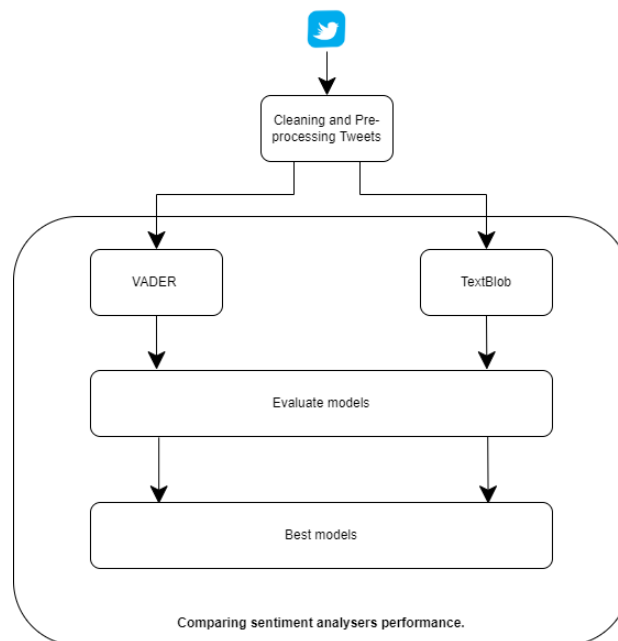 Cleaning and Pre-
processing Tweets
VADER
TextBlob
Evaluate models
Best models
Comparing sentiment analysers performance.